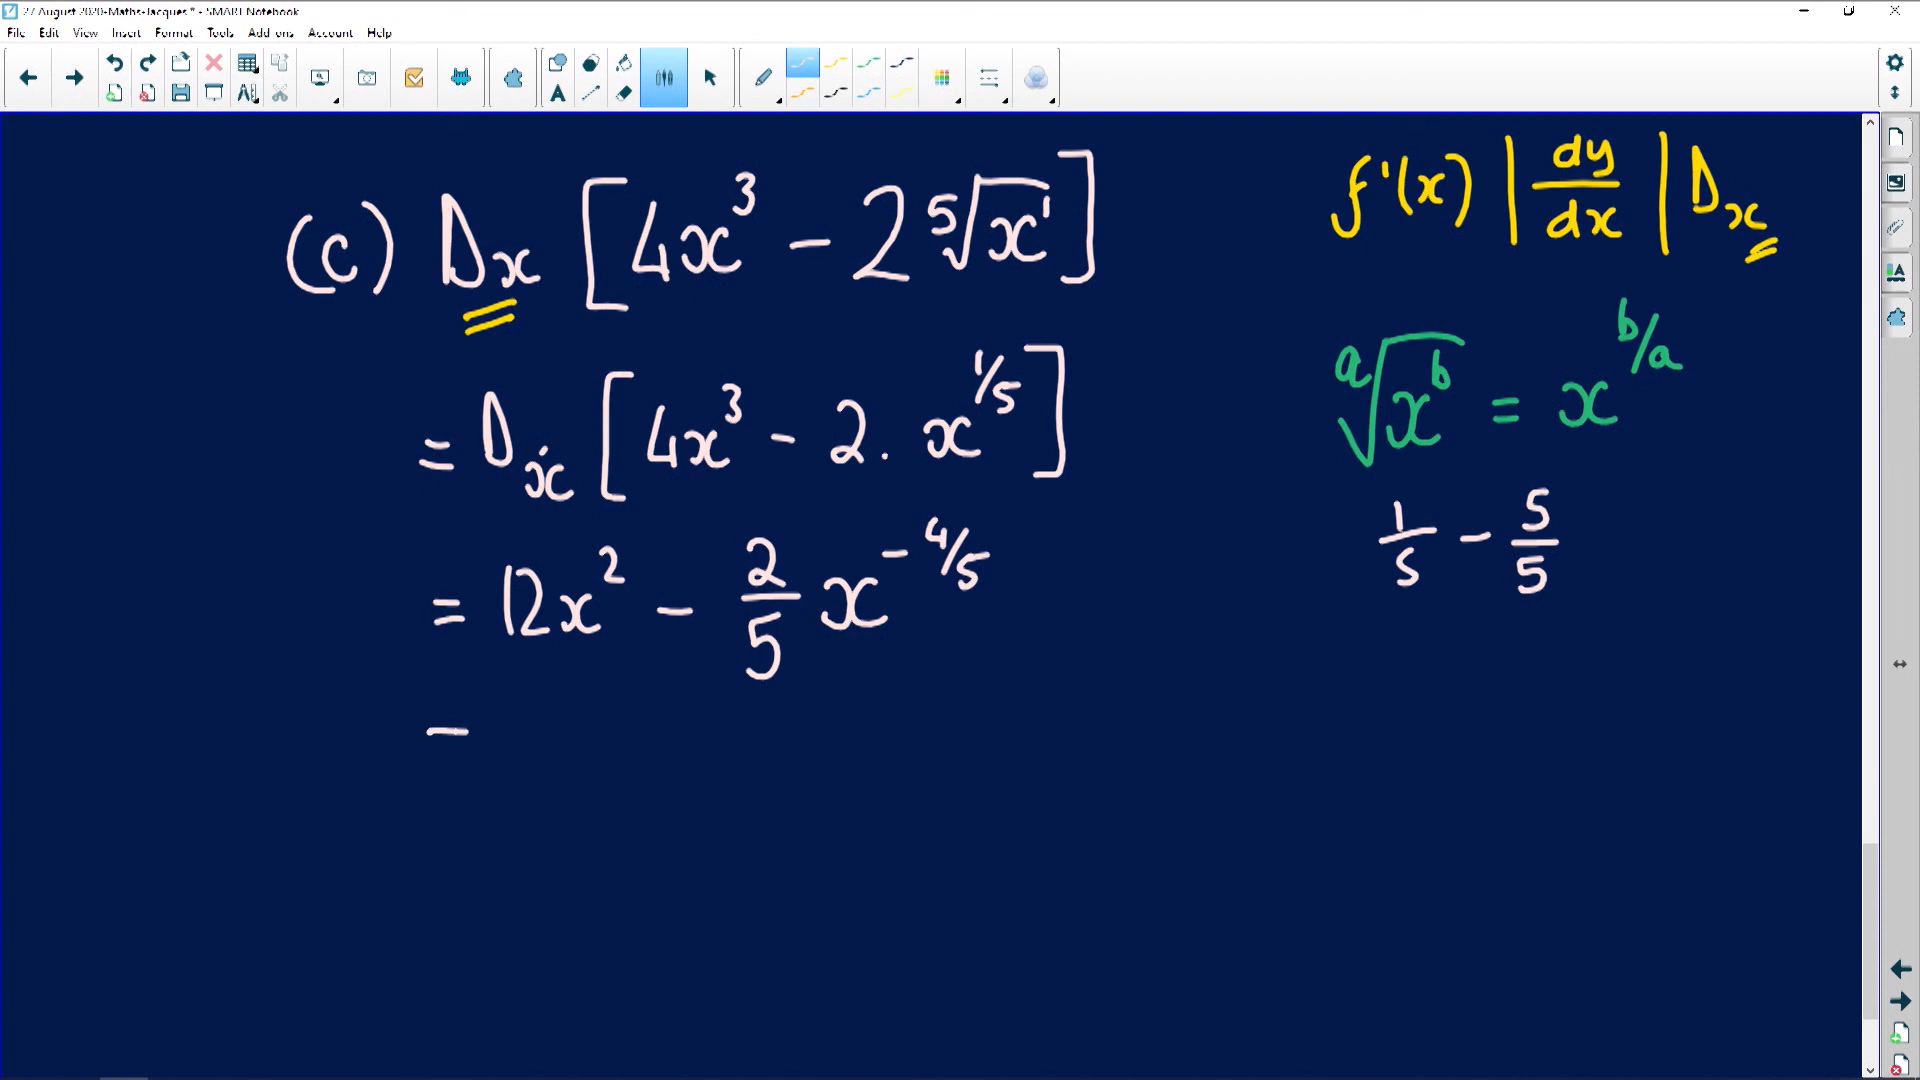 27 August 2020+Maths+Jacques * - SMART Notebook
File Edit View Insert Format Tools Add-ons Account Help
(c) Dx [4x³ - 2 ⁵√x¹]
f'(x) | dy/dx | Dx
= Dx [4x³ - 2. x^1/5]
ᵃ√xᵇ = x^b/a
= 12x² - 2/5 x^-4/5
1/5 - 5/5
-